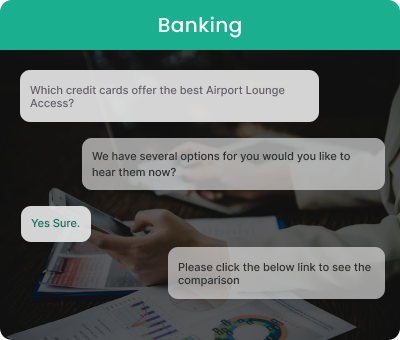 Banking
Which credit cards offer the best Airport Lounge
Access?
We have several options for you would you like to
hear them now?
Yes Sure.
Please click the below link to see the
comparison